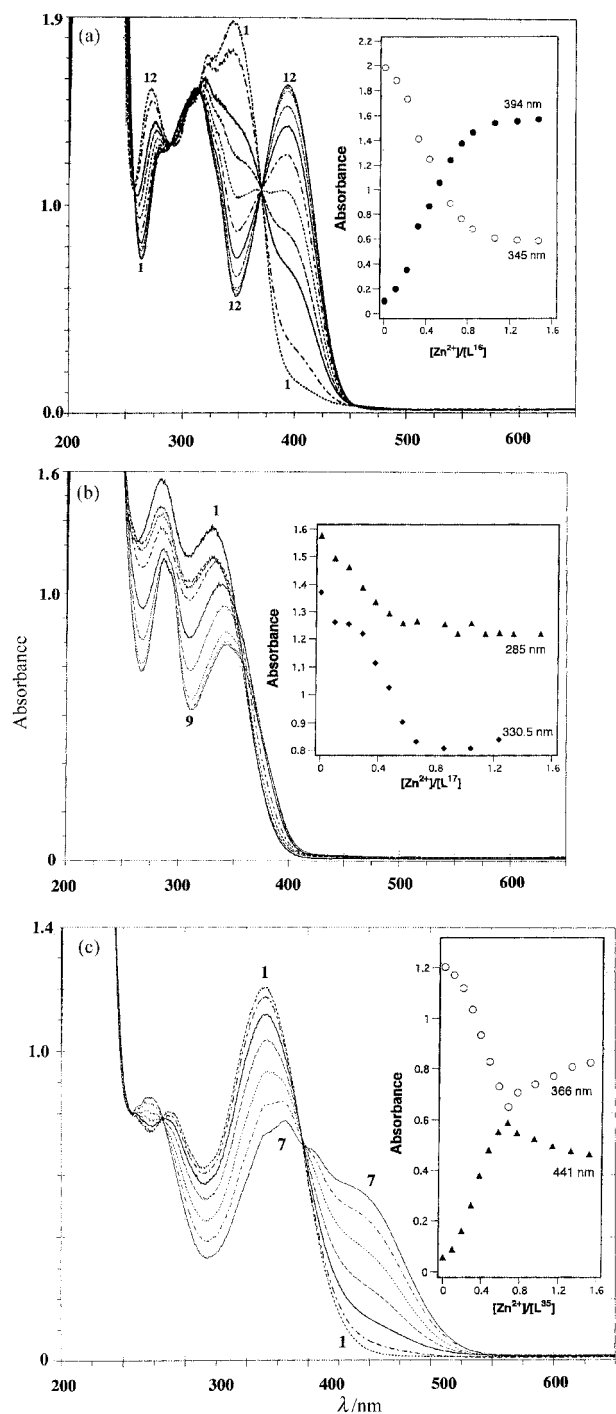 (a)
1.9
1.0
0.0
12
1
12
1
12
1
200 300 400 500 600
Absorbance
2.2
2
1.8
1.6
1.4
1.2
1
0.8
0.6
0.4
0.2
0
394 nm
345 nm
0 0.4 0.8 1.2 1.6
[Zn²⁺]/[L¹⁶]
(b)
1.6
1.0
0
Absorbance
1
9
200 300 400 500 600
1.6
1.5
1.4
1.3
1.2
1.1
1
0.9
0.8
285 nm
330.5 nm
0 0.4 0.8 1.2 1.6
[Zn²⁺]/[L¹⁷]
(c)
1.4
1.0
0
1
7
7
1
Absorbance
1.2
1
0.8
0.6
0.4
0.2
0
366 nm
441 nm
0 0.4 0.8 1.2 1.6
[Zn²⁺]/[L³⁵]
200 300 400 500 600
λ/nm